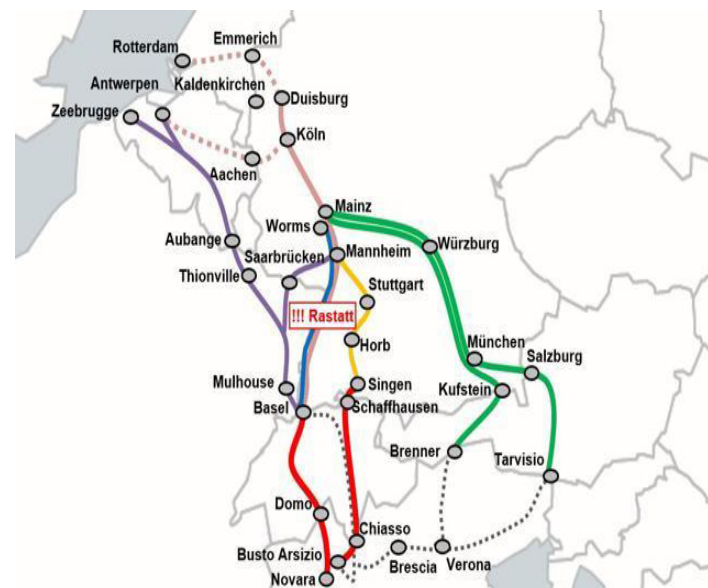 Rotterdam
Emmerich
Antwerpen
Kaldenkirchen
Duisburg
Zeebrugge
Köln
Aachen
Mainz
Worms
Aubange
Saarbrücken
Mannheim
Würzburg
Thionville
Stuttgart
!!! Rastatt
Horb
München
Salzburg
Mulhouse
Singen
Kufstein
Basel
Schaffhausen
Brenner
Tarvisio
Domo
Chiasso
Busto Arsizio
Brescia
Verona
Novara